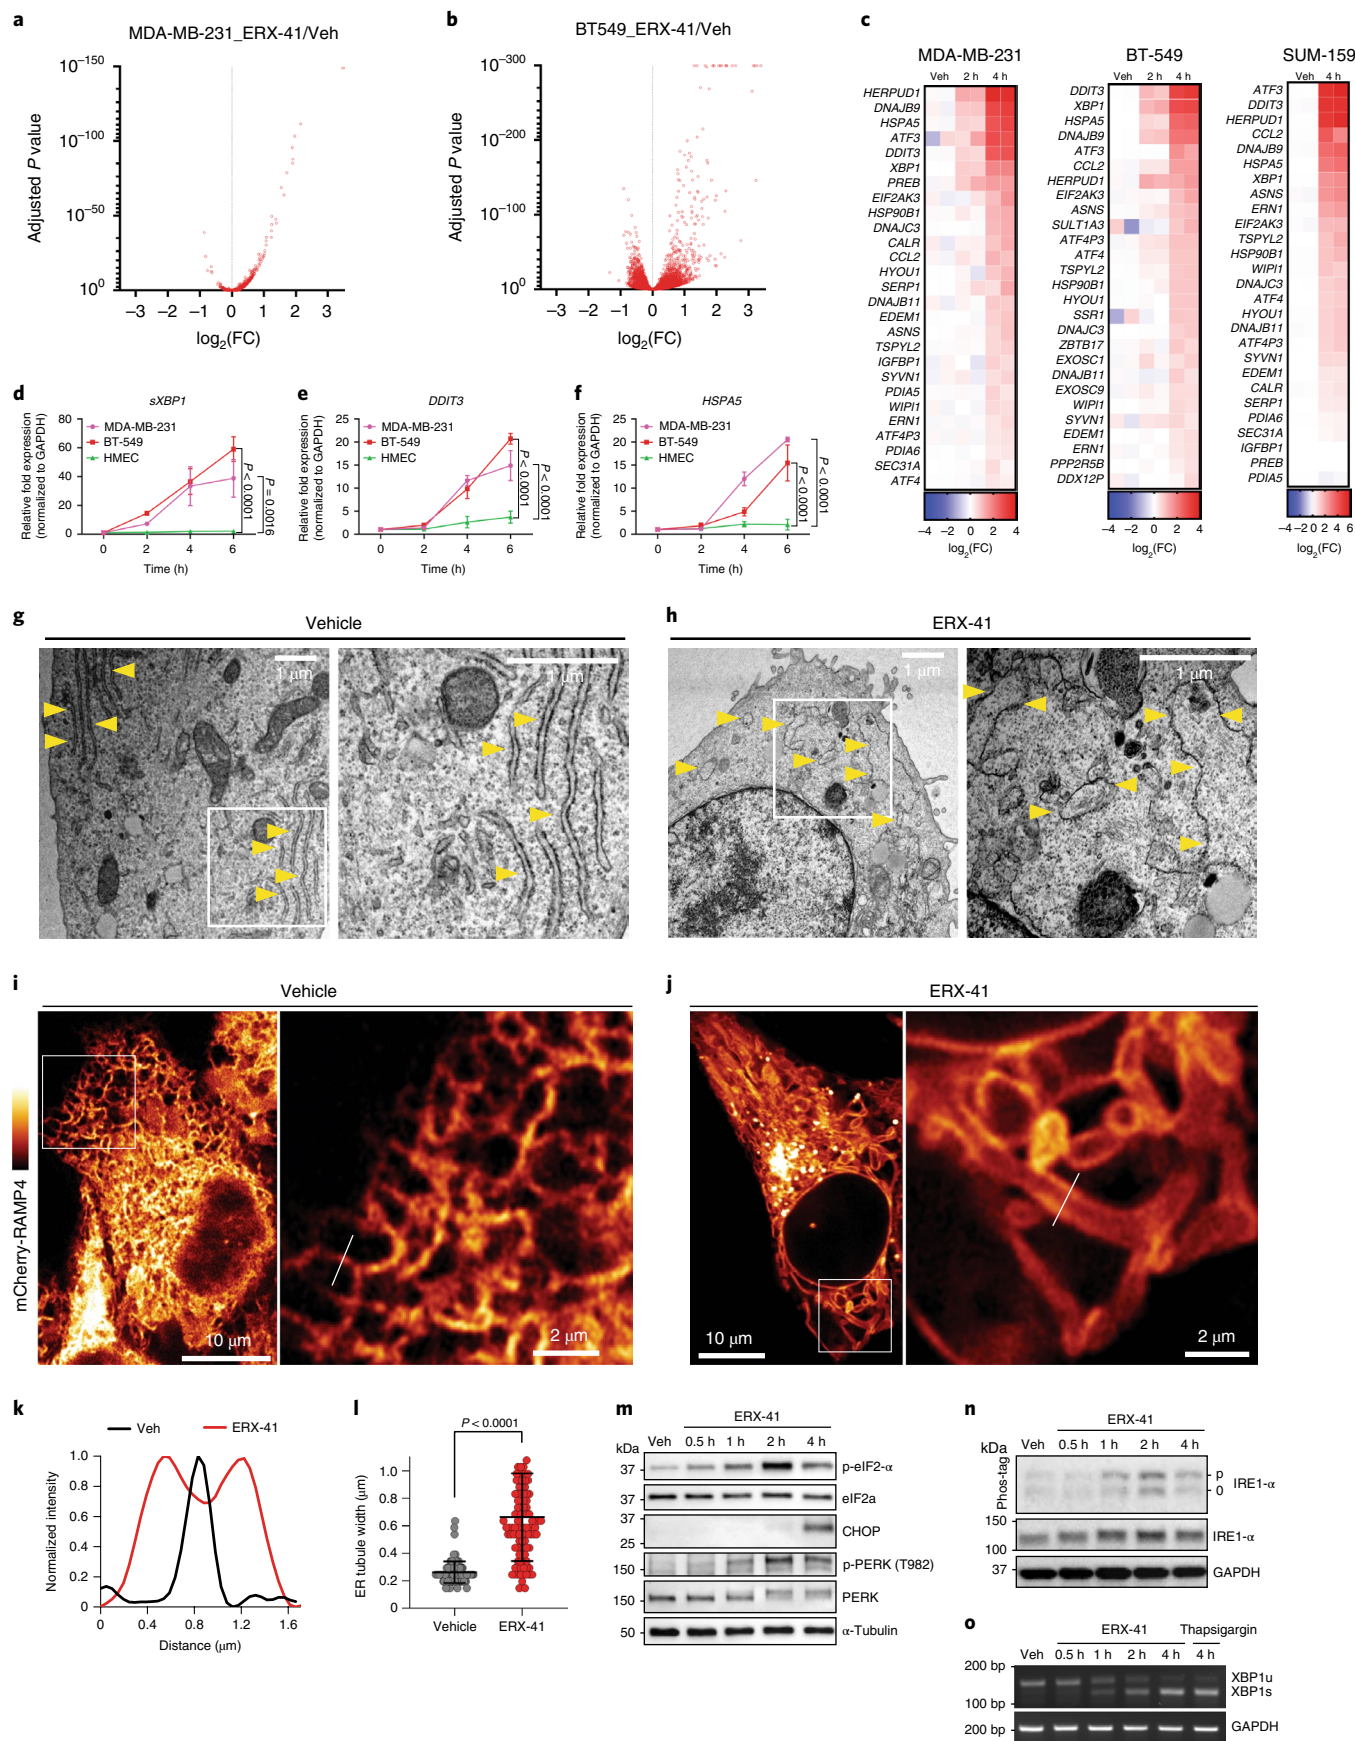 a
MDA-MB-231_ERX-41/Veh
Adjusted P value
10⁻¹⁵⁰
10⁻¹⁰⁰
10⁻⁵⁰
10⁰
−3 −2 −1 0 1 2 3
log₂(FC)
b
BT549_ERX-41/Veh
Adjusted P value
10⁻³⁰⁰
10⁻²⁰⁰
10⁻¹⁰⁰
10⁰
−3 −2 −1 0 1 2 3
log₂(FC)
c
MDA-MB-231
Veh 2 h 4 h
HERPUD1
DNAJB9
HSPA5
ATF3
DDIT3
XBP1
PREB
EIF2AK3
HSP90B1
DNAJC3
CALR
CCL2
HYOU1
SERP1
DNAJB11
EDEM1
ASNS
TSPYL2
IGFBP1
SYVN1
PDIA5
WIPI1
ERN1
ATF4P3
PDIA6
SEC31A
ATF4
−4 −2 0 2 4
log₂(FC)
BT-549
Veh 2 h 4 h
DDIT3
XBP1
HSPA5
DNAJB9
ATF3
CCL2
HERPUD1
EIF2AK3
ASNS
SULT1A3
ATF4P3
ATF4
TSPYL2
HSP90B1
HYOU1
SSR1
DNAJC3
ZBTB17
EXOSC1
DNAJB11
EXOSC9
WIPI1
SYVN1
EDEM1
ERN1
PPP2R5B
DDX12P
−4 −2 0 2 4
log₂(FC)
SUM-159
Veh 4 h
ATF3
DDIT3
HERPUD1
CCL2
DNAJB9
HSPA5
XBP1
ASNS
ERN1
EIF2AK3
TSPYL2
HSP90B1
WIPI1
DNAJC3
ATF4
HYOU1
DNAJB11
ATF4P3
SYVN1
EDEM1
CALR
SERP1
PDIA6
SEC31A
IGFBP1
PREB
PDIA5
−4 −2 0 2 4 6
log₂(FC)
d
sXBP1
Relative fold expression
(normalized to GAPDH)
80
60
40
20
0
MDA-MB-231
BT-549
HMEC
P < 0.0001
P = 0.0016
0 2 4 6
Time (h)
e
DDIT3
Relative fold expression
(normalized to GAPDH)
25
20
15
10
5
0
MDA-MB-231
BT-549
HMEC
P < 0.0001
P < 0.0001
0 2 4 6
Time (h)
f
HSPA5
Relative fold expression
(normalized to GAPDH)
25
20
15
10
5
0
MDA-MB-231
BT-549
HMEC
P < 0.0001
P < 0.0001
0 2 4 6
Time (h)
g
Vehicle
1 μm
1 μm
h
ERX-41
1 μm
1 μm
i
Vehicle
mCherry-RAMP4
10 μm
2 μm
j
ERX-41
10 μm
2 μm
k
Veh
ERX-41
Normalized intensity
1.0
0.8
0.6
0.4
0.2
0
0 0.4 0.8 1.2 1.6
Distance (μm)
l
P < 0.0001
ER tubule width (μm)
1.0
0.8
0.6
0.4
0.2
0
Vehicle ERX-41
m
ERX-41
Veh 0.5 h 1 h 2 h 4 h
kDa
37
p-eIF2-α
37
eIF2a
37
25
CHOP
150
p-PERK (T982)
150
PERK
50
α-Tubulin
n
ERX-41
Veh 0.5 h 1 h 2 h 4 h
kDa
Phos-tag
p
0
IRE1-α
150
100
IRE1-α
37
GAPDH
o
ERX-41 Thapsigargin
Veh 0.5 h 1 h 2 h 4 h 4 h
200 bp
100 bp
XBP1u
XBP1s
200 bp
GAPDH